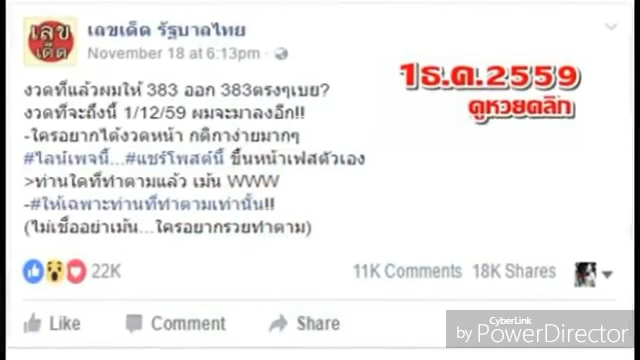 เลข
เด็ด
เลขเด็ด รัฐบาลไทย
November 18 at 6:13pm ·
1ธ.ค.2559
ดูหวยคลิก
งวดที่แล้วผมให้ 383 ออก 383ตรงๆเบย?
งวดที่จะถึงนี้ 1/12/59 ผมจะมาลงอีก!!
-ใครอยากได้งวดหน้า กติกาง่ายมากๆ
#ไลน์เพจนี้...#แชร์โพสต์นี้ ขึ้นหน้าเฟสตัวเอง
>ท่านใดที่ทำตามแล้ว เม้น WWW
-#ให้เฉพาะท่านที่ทำตามเท่านั้น!!
(ไม่เชื่ออย่าเม้น...ใครอยากรวยทำตาม)
22K
11K Comments 18K Shares
Like Comment Share
CyberLink
by PowerDirector